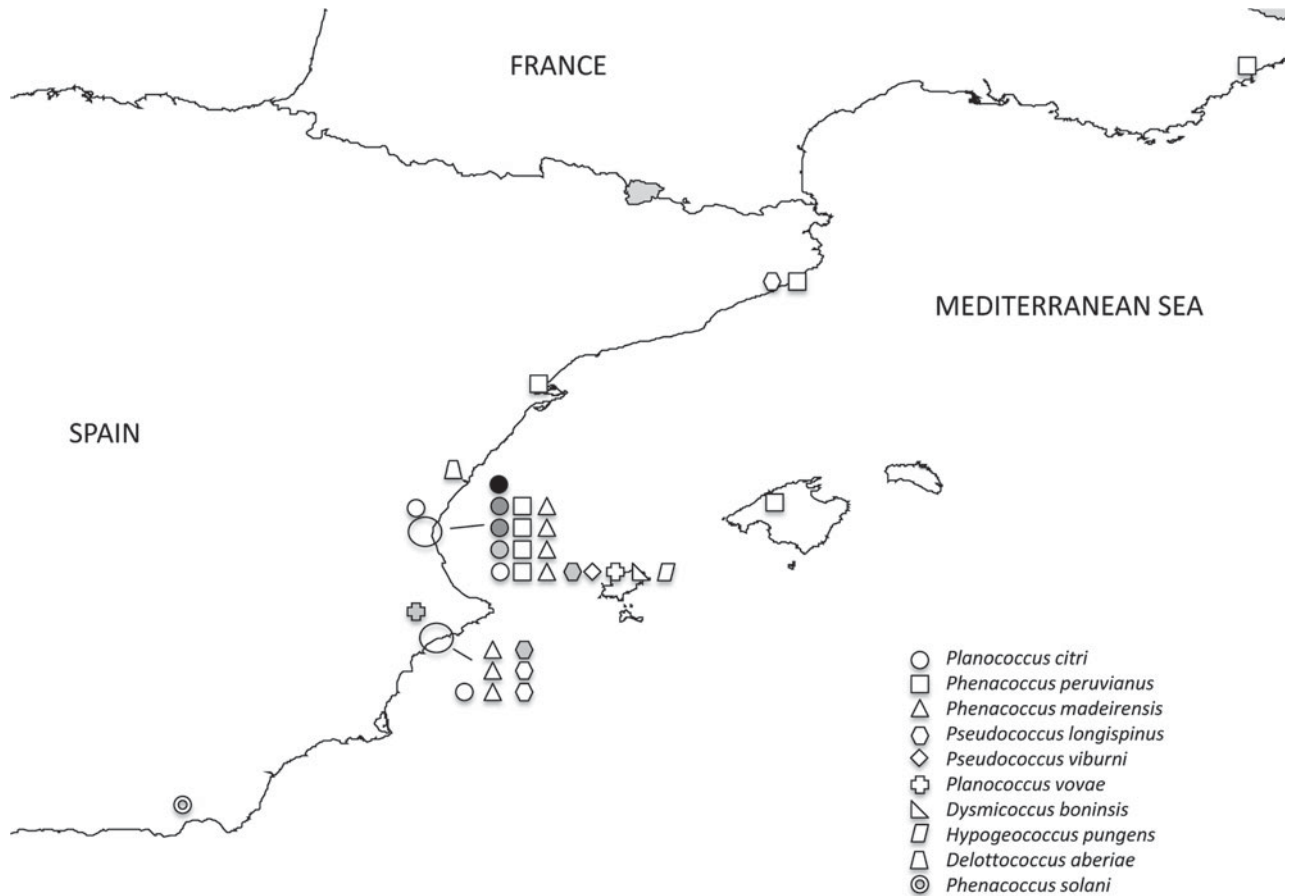 FRANCE
MEDITERRANEAN SEA
SPAIN
Planococcus citri
Phenacoccus peruvianus
Phenacoccus madeirensis
Pseudococcus longispinus
Pseudococcus viburni
Planococcus vovae
Dysmicoccus boninsis
Hypogeococcus pungens
Delottococcus aberiae
Phenacoccus solani